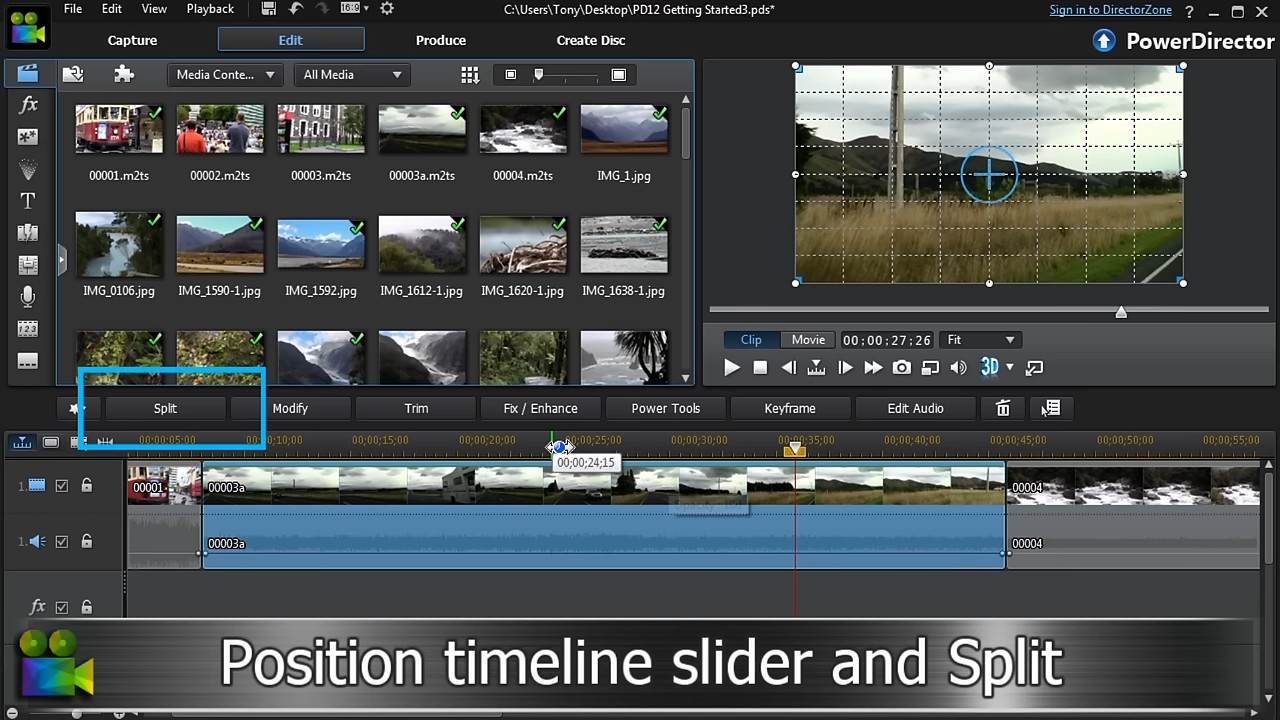 File Edit View Playback
16:9
C:\Users\Tony\Desktop\PD12 Getting Started3.pds*
Sign in to DirectorZone ?
Capture Edit Produce Create Disc
PowerDirector
Media Conte... All Media
00001.m2ts 00002.m2ts 00003.m2ts 00003a.m2ts 00004.m2ts IMG_1.jpg
IMG_0106.jpg IMG_1590-1.jpg IMG_1592.jpg IMG_1612-1.jpg IMG_1620-1.jpg IMG_1638-1.jpg
fx
T
123
Clip Movie 00:00:27:26 Fit
3D
Split Modify Trim Fix / Enhance Power Tools Keyframe Edit Audio
00:00:05:00 00:00:10:00 00:00:15:00 00:00:20:00 00:00:25:00 00:00:30:00 00:00:35:00 00:00:40:00 00:00:45:00 00:00:50:00 00:00:55:00
00;00;24;15
1. 00001 00003a 00004
1. 00003a 00004
fx
Position timeline slider and Split